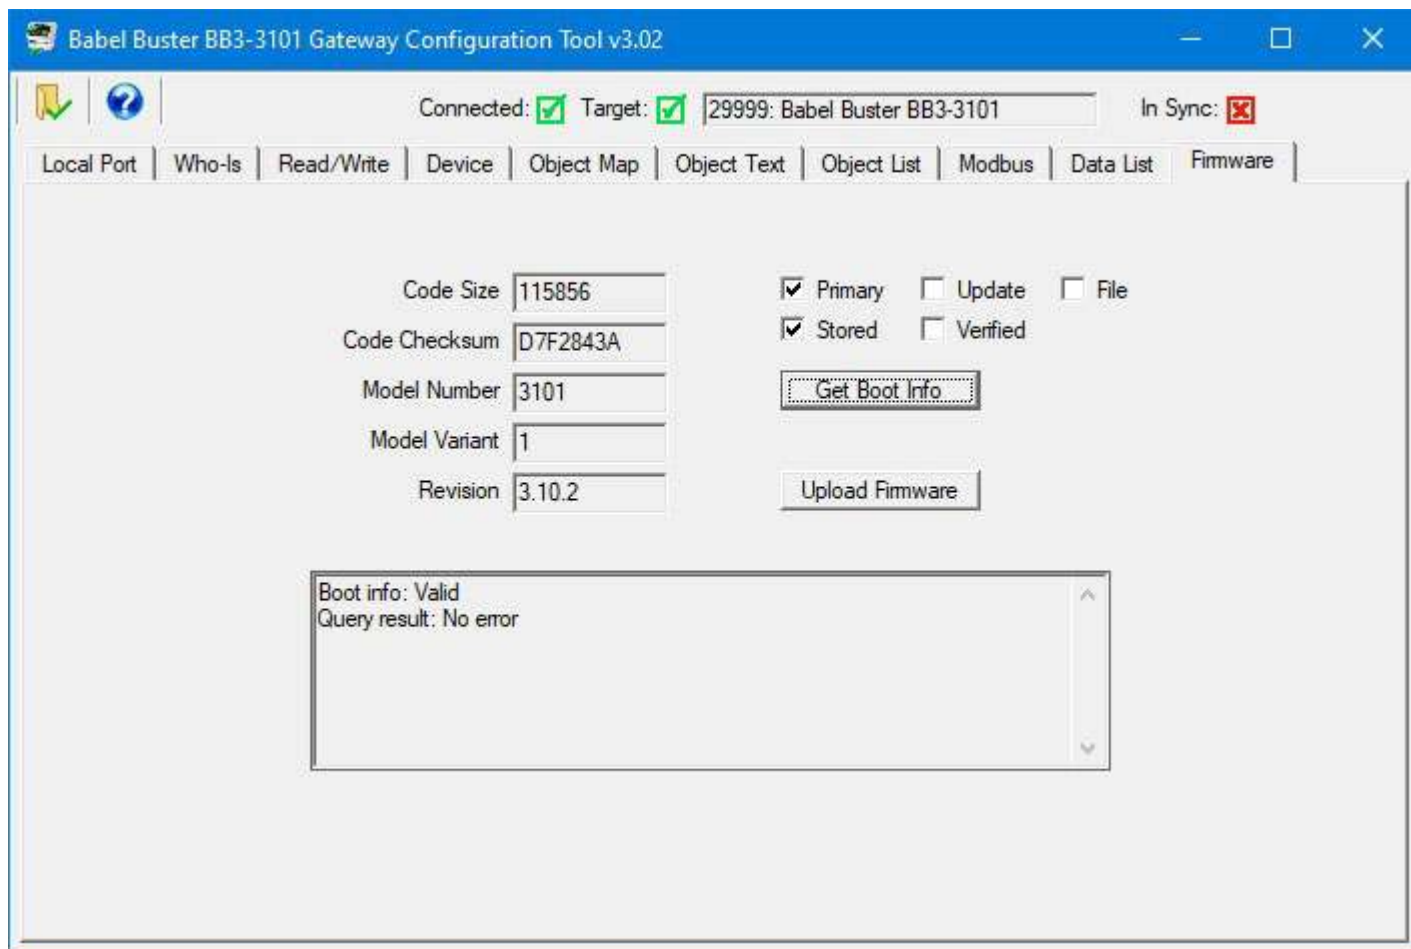 Babel Buster BB3-3101 Gateway Configuration Tool v3.02
Connected: Target: 29999: Babel Buster BB3-3101 In Sync:
Local Port Who-Is Read/Write Device Object Map Object Text Object List Modbus Data List Firmware
Code Size 115856 Primary Update File
Code Checksum D7F2843A Stored Verified
Model Number 3101 Get Boot Info
Model Variant 1
Revision 3.10.2 Upload Firmware
Boot info: Valid
Query result: No error